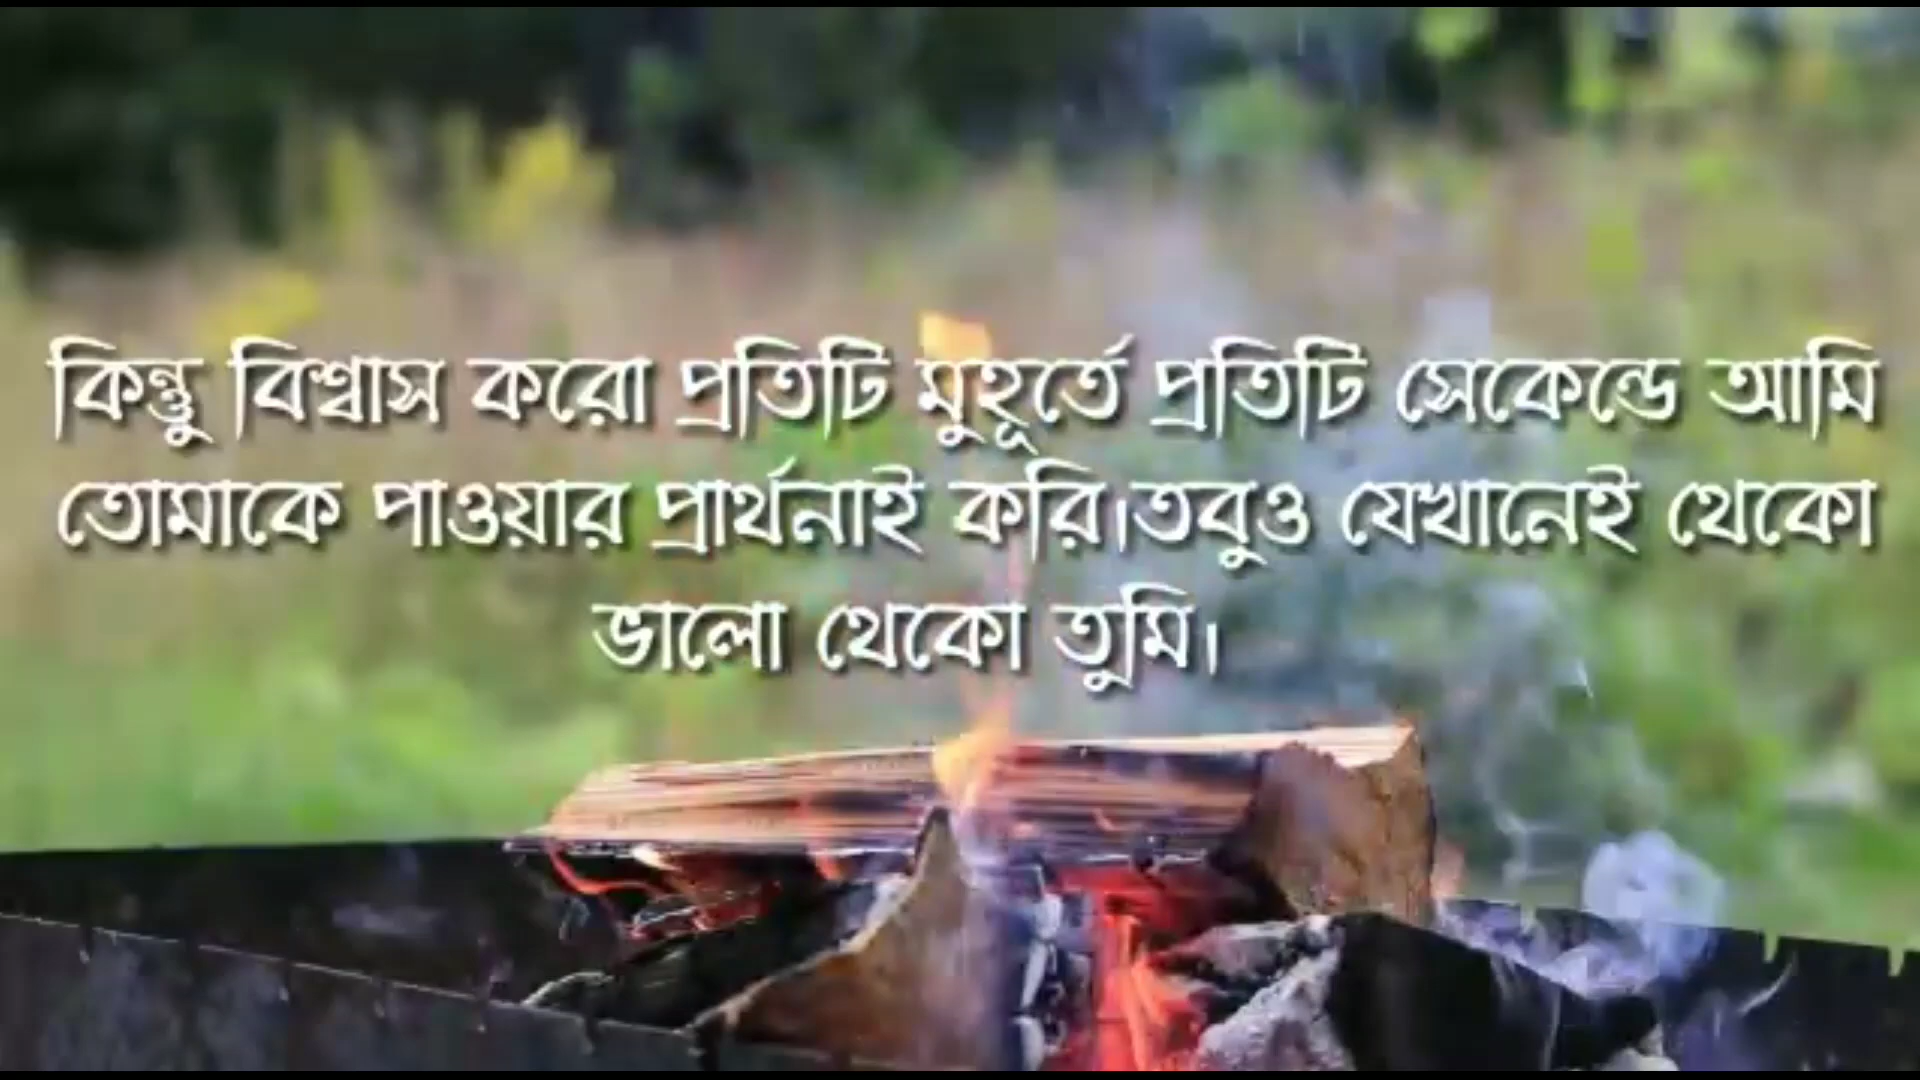 কিন্তু বিশ্বাস করো প্রতিটি মুহূর্তে প্রতিটি সেকেন্ডে আমি
তোমাকে পাওয়ার প্রার্থনাই করি।তবুও যেখানেই থেকো
ভালো থেকো তুমি।